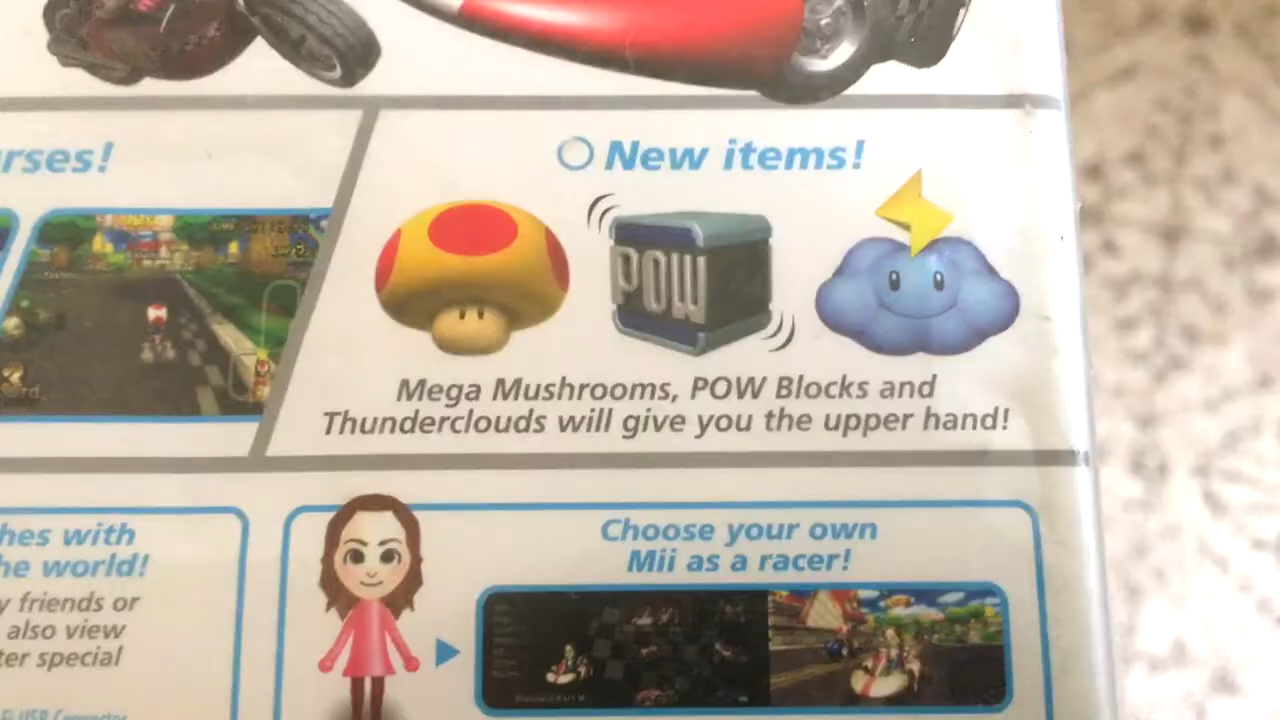 rses!
New items!
POW
Mega Mushrooms, POW Blocks and
Thunderclouds will give you the upper hand!
hes with
he world!
y friends or
also view
ter special
Choose your own
Mii as a racer!